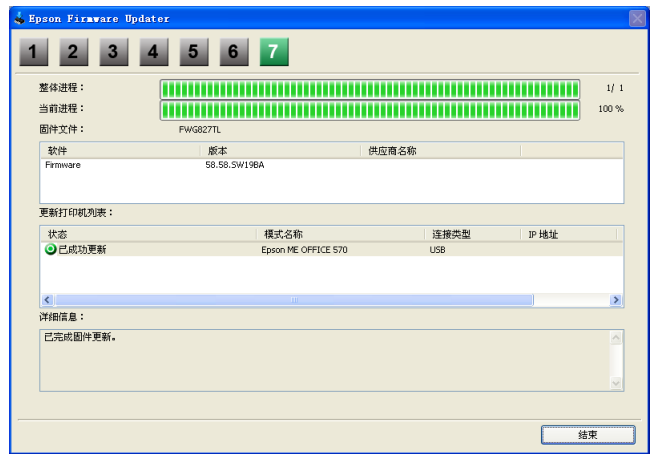 Epson Firmware Updater
1 2 3 4 5 6 7
整体进程： 1/ 1
当前进程： 100 %
固件文件： FWG827TL
软件 版本 供应商名称
Firmware 58.58.SW19BA
更新打印机列表：
状态 模式名称 连接类型 IP 地址
已成功更新 Epson ME OFFICE 570 USB
详细信息：
已完成固件更新。
结束